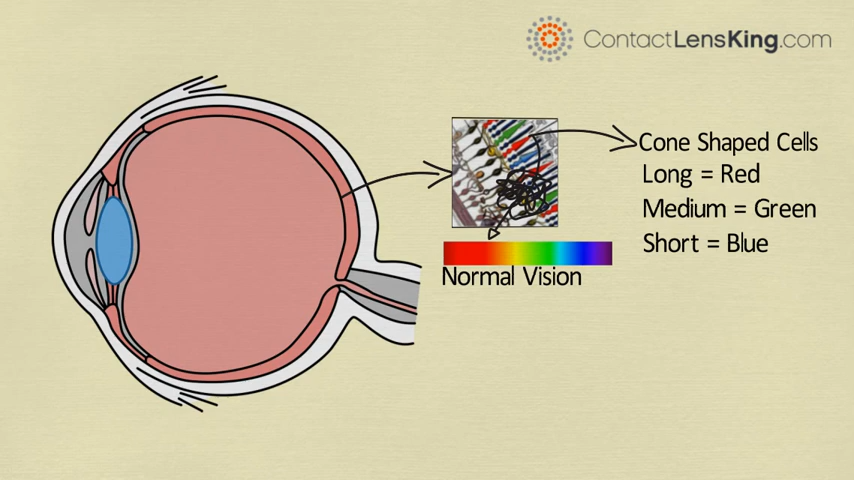 ContactLensKing.com
Cone Shaped Cells
Long = Red
Medium = Green
Short = Blue
Normal Vision